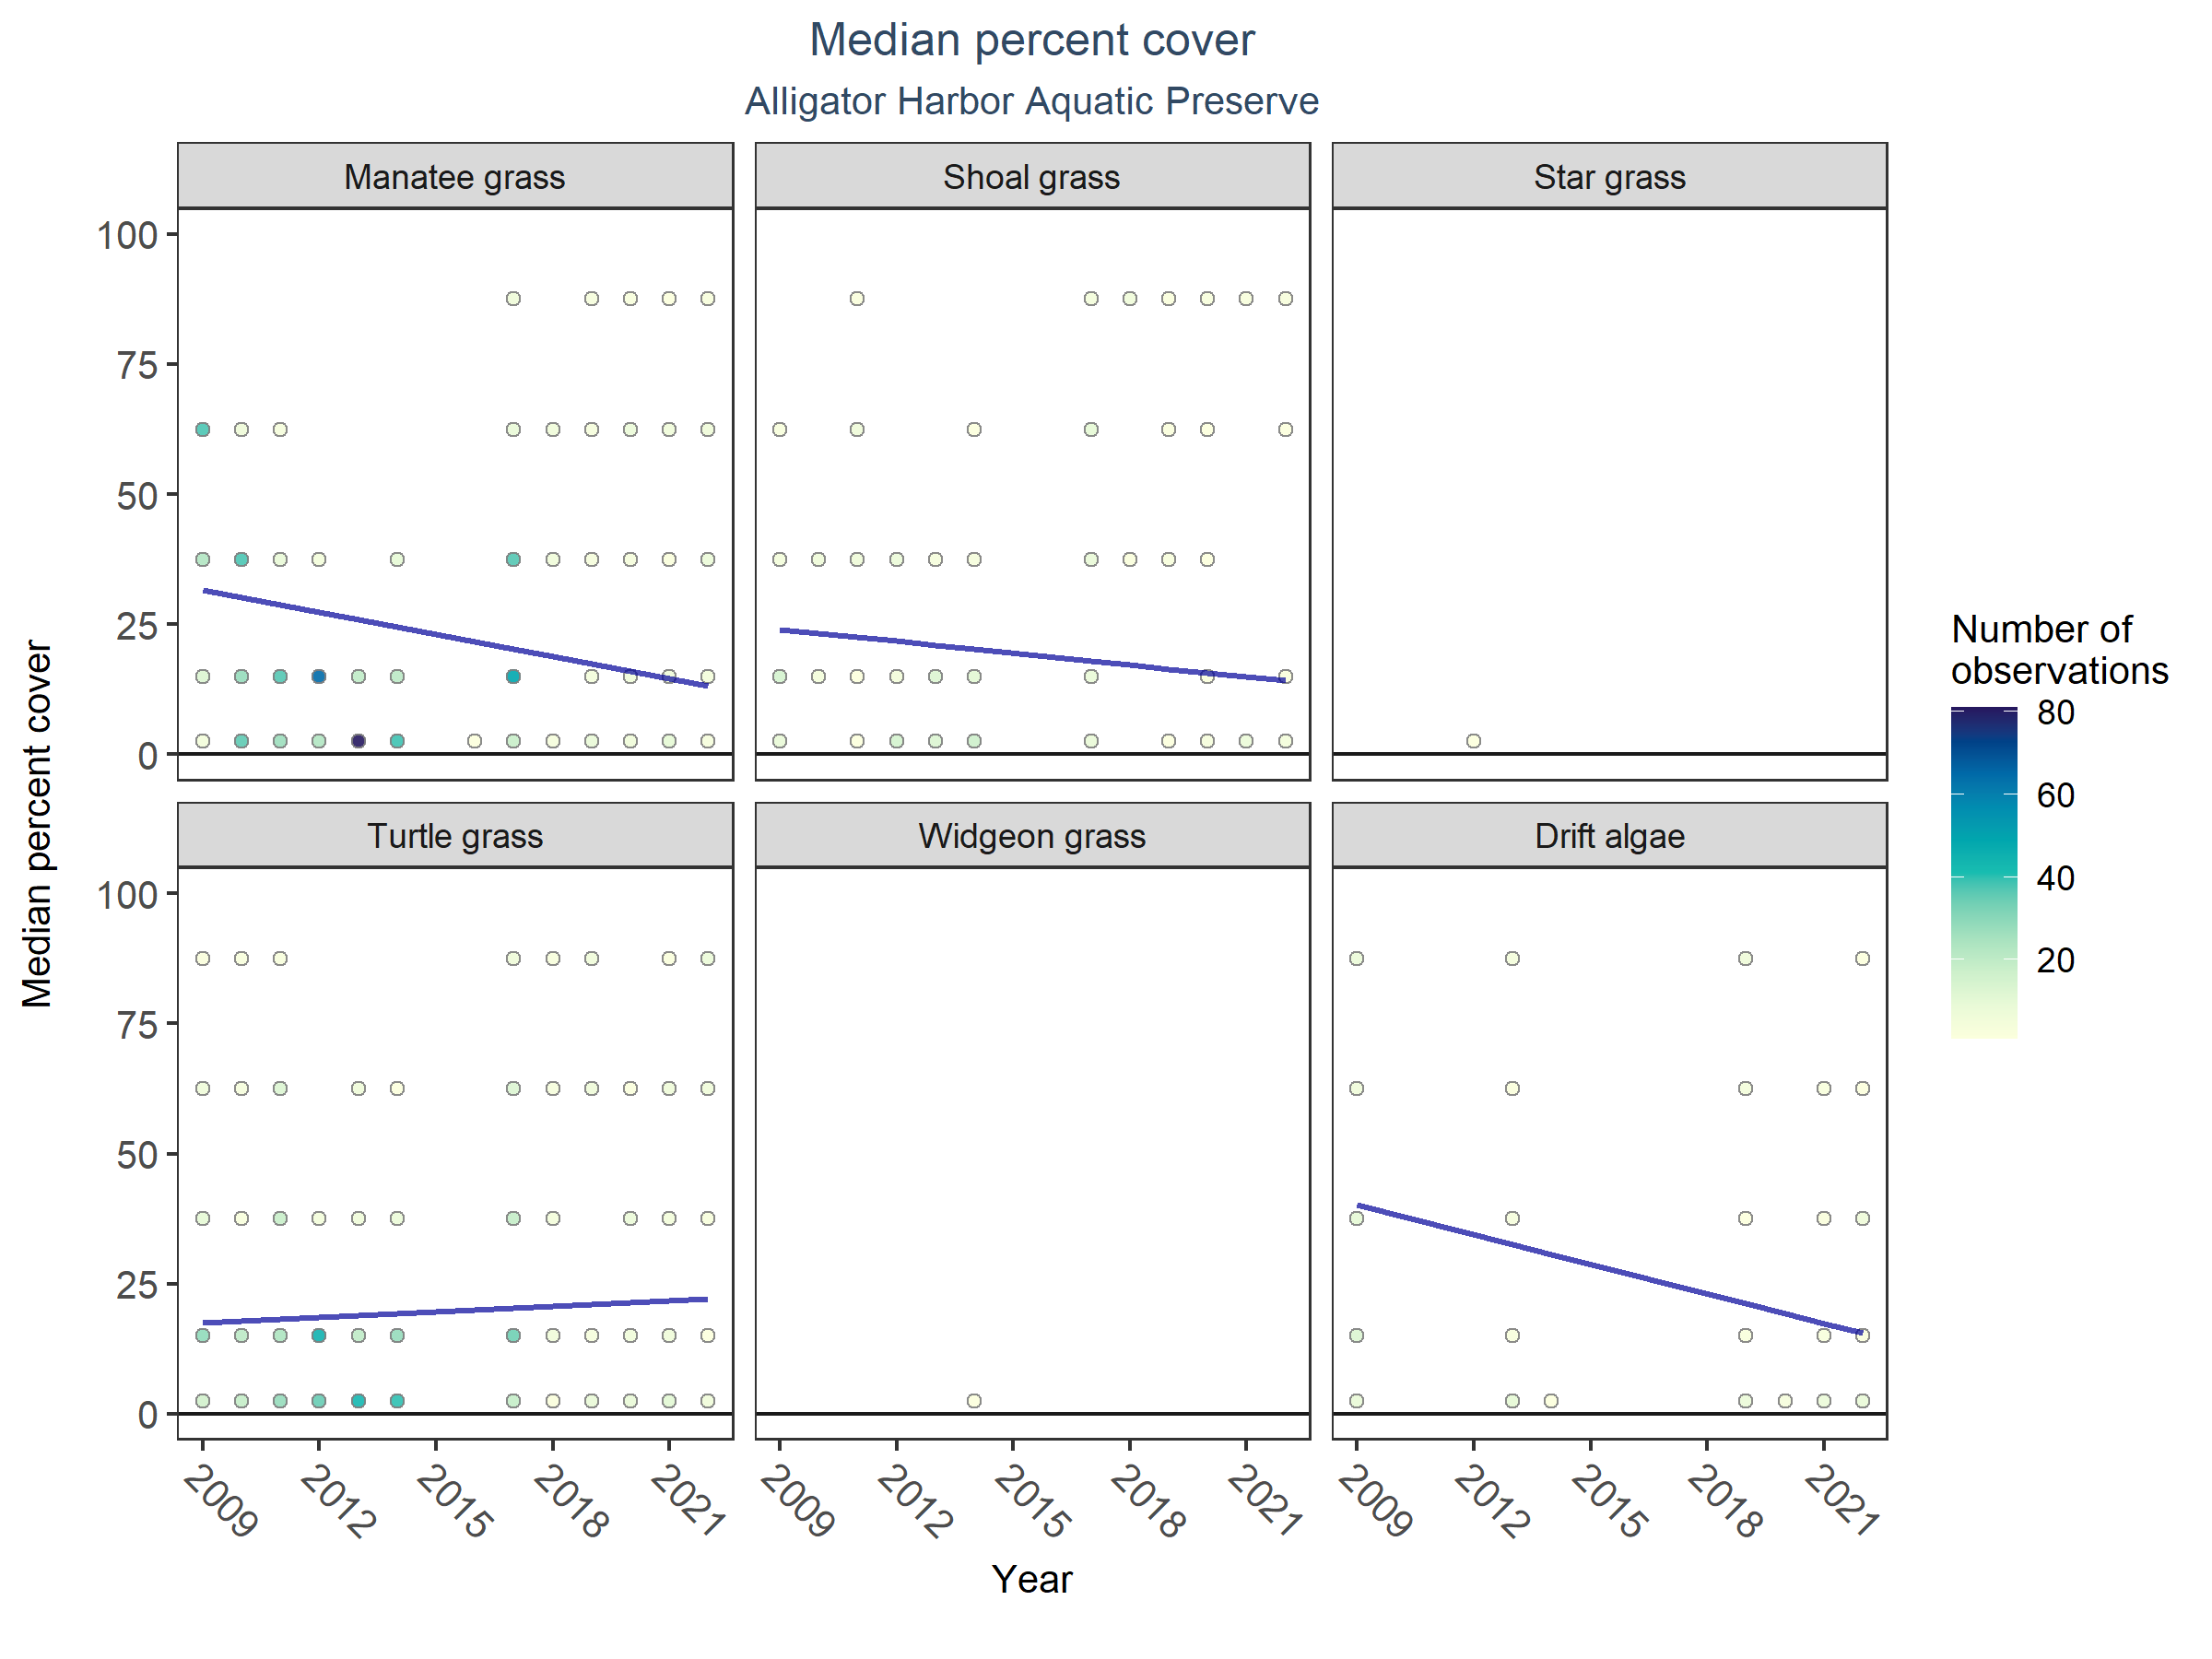 Median percent cover
Alligator Harbor Aquatic Preserve
Manatee grass
Shoal grass
Star grass
100
75
50
25
0
Turtle grass
Widgeon grass
Drift algae
100
75
50
25
0
2009 2012 2015 2018 2021
2009 2012 2015 2018 2021
2009 2012 2015 2018 2021
Year
Median percent cover
Number of
observations
80
60
40
20